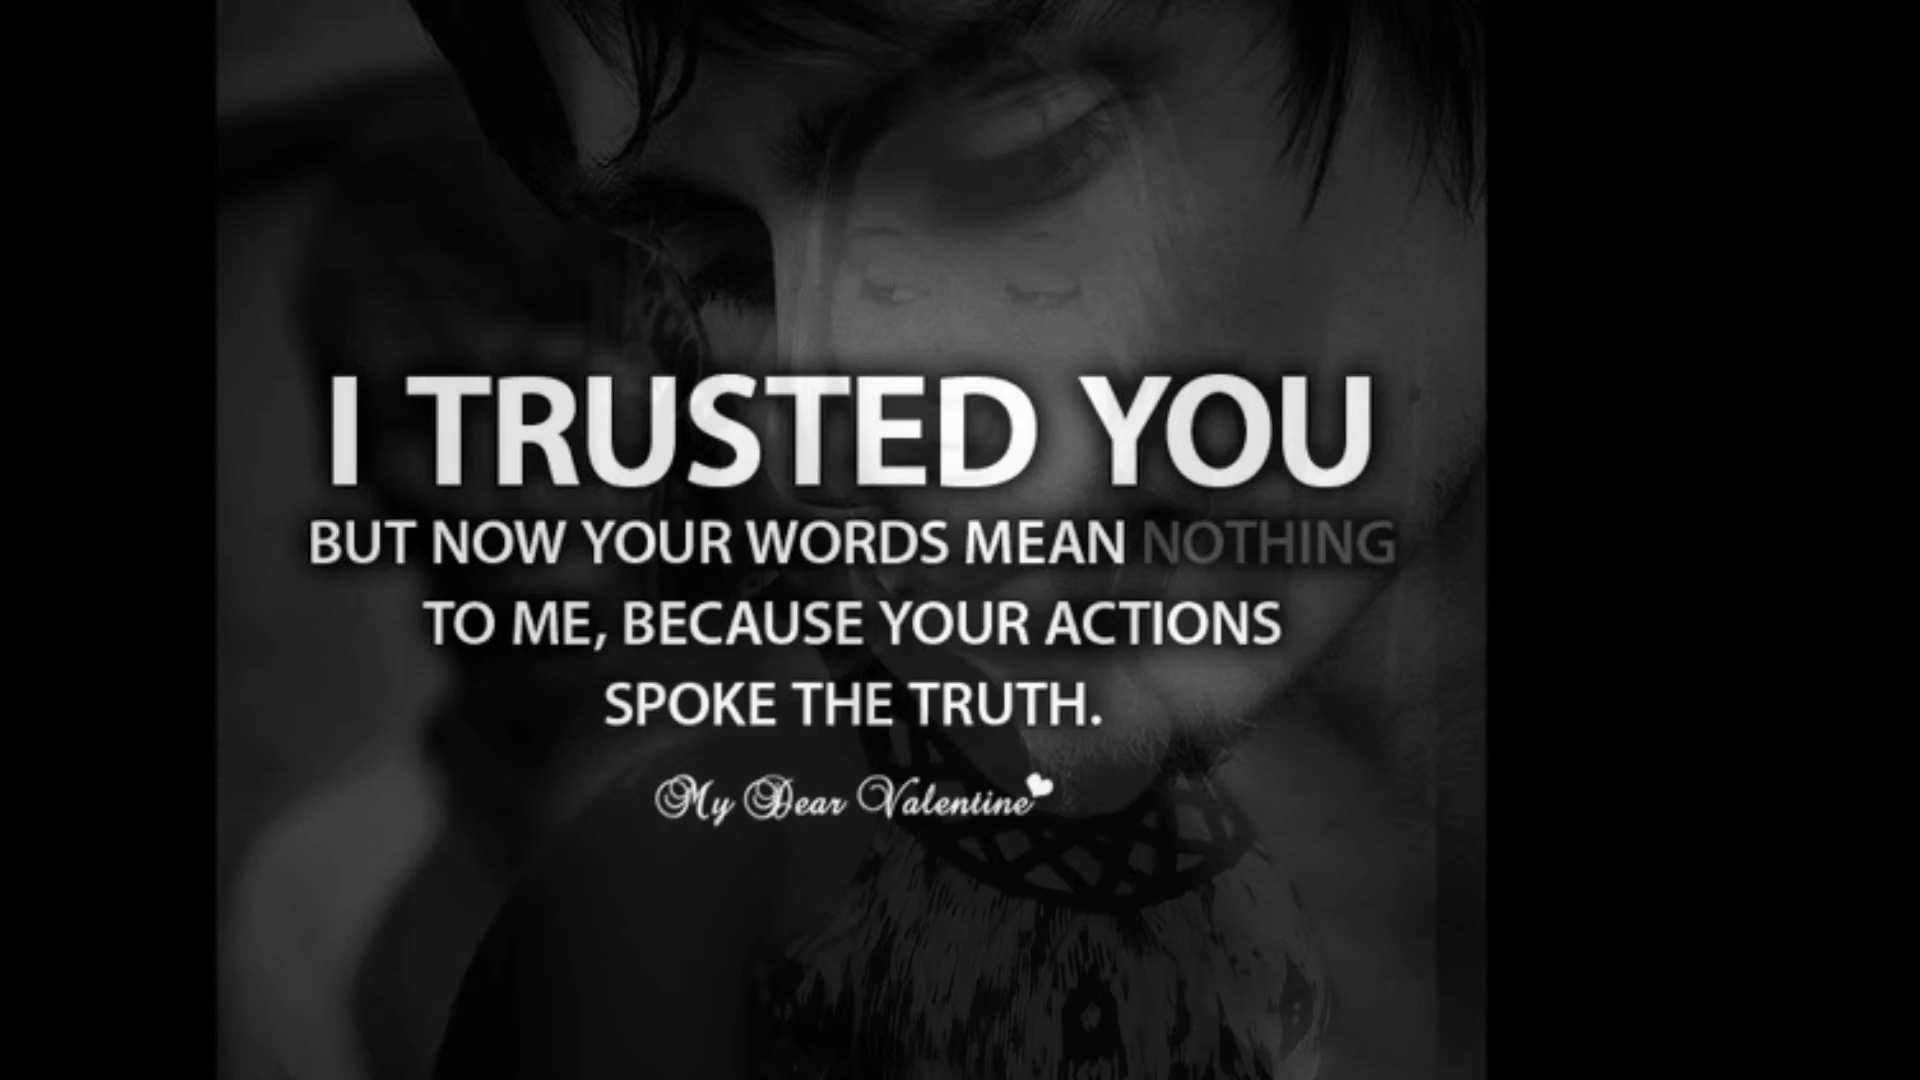 I TRUSTED YOU
BUT NOW YOUR WORDS MEAN NOTHING
TO ME, BECAUSE YOUR ACTIONS
SPOKE THE TRUTH.
My Dear Valentine